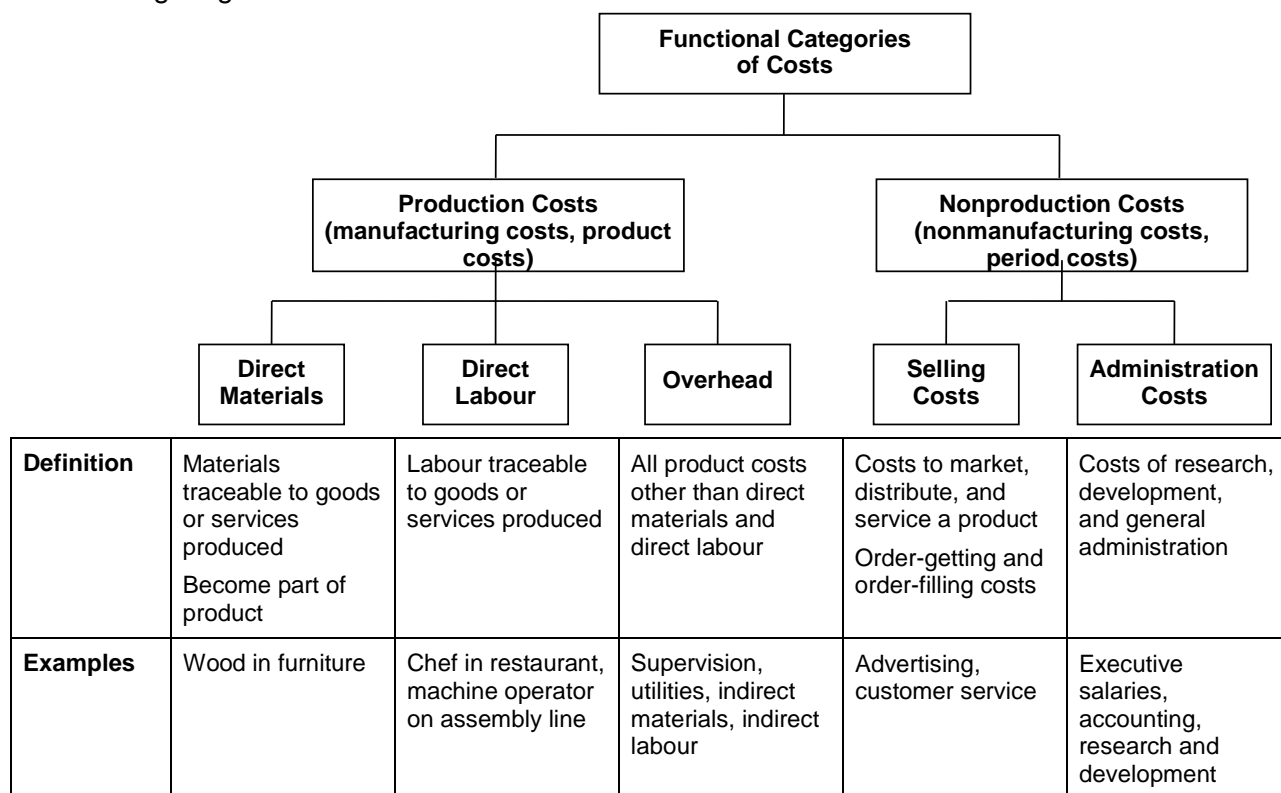 Functional Categories
of Costs
Production Costs
(manufacturing costs, product
costs)
Nonproduction Costs
(nonmanufacturing costs,
period costs)
Direct
Materials
Direct
Labour
Overhead
Selling
Costs
Administration
Costs
Definition
Materials
traceable to goods
or services
produced
Become part of
product
Labour traceable
to goods or
services produced
All product costs
other than direct
materials and
direct labour
Costs to market,
distribute, and
service a product
Order-getting and
order-filling costs
Costs of research,
development,
and general
administration
Examples
Wood in furniture
Chef in restaurant,
machine operator
on assembly line
Supervision,
utilities, indirect
materials, indirect
labour
Advertising,
customer service
Executive
salaries,
accounting,
research and
development